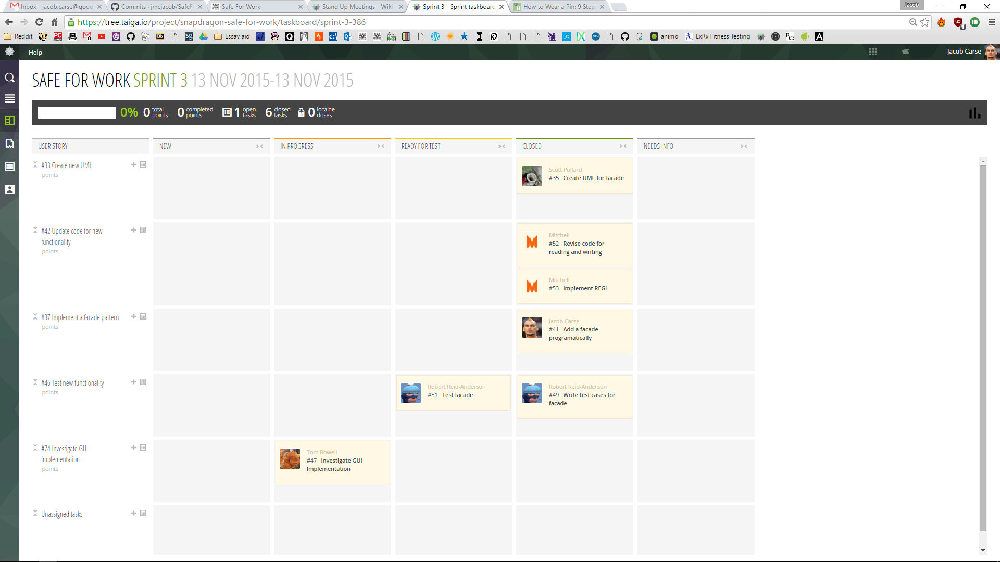 Inbox - jacob.carse@goog
Commits · jmcjacob/SafeF
Safe For Work
Stand Up Meetings - Wiki
Sprint 3 - Sprint taskboard
How to Wear a Pin: 9 Step
Jacob
https://tree.taiga.io/project/snapdragon-safe-for-work/taskboard/sprint-3-386
Reddit
Essay aid
animo
ExRx Fitness Testing
Help
Jacob Carse
SAFE FOR WORK SPRINT 3 13 NOV 2015-13 NOV 2015
0% 0 total points 0 completed points 1 open tasks 6 closed tasks 0 iocaine doses
USER STORY
NEW
IN PROGRESS
READY FOR TEST
CLOSED
NEEDS INFO
#33 Create new UML
points
Scott Pollard
#35 Create UML for facade
#42 Update code for new
functionality
points
Mitchell
#52 Revise code for
reading and writing
Mitchell
#53 Implement REGI
#37 Implement a facade pattern
points
Jacob Carse
#41 Add a facade
programatically
#46 Test new functionality
points
Robert Reid-Anderson
#51 Test facade
Robert Reid-Anderson
#49 Write test cases for
facade
#74 Investigate GUI
implementation
points
Tom Rowell
#47 Investigate GUI
Implementation
Unassigned tasks